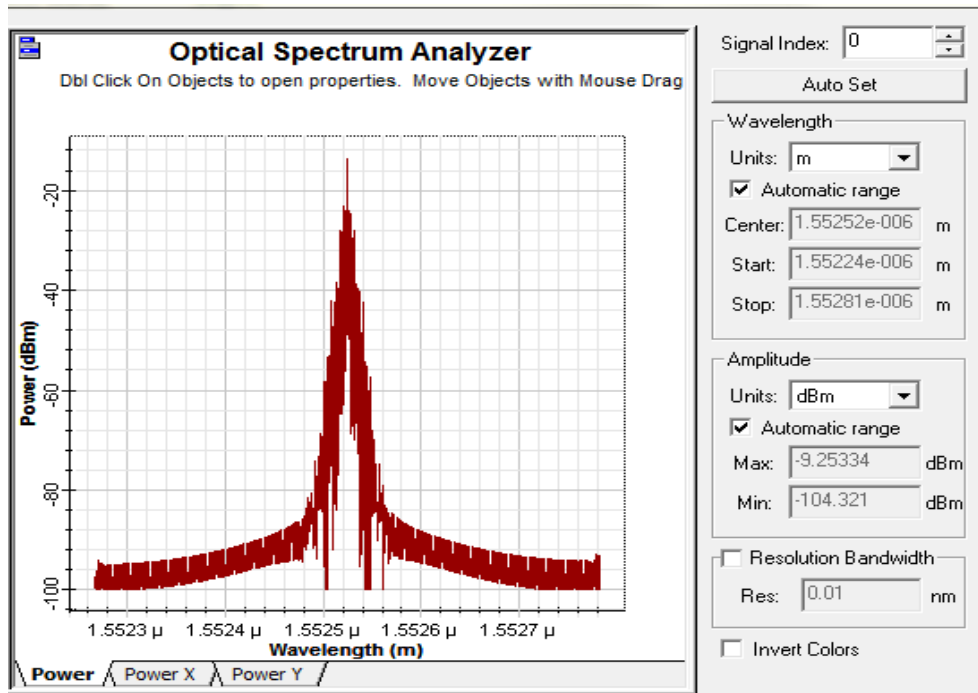 Optical Spectrum Analyzer
Dbl Click On Objects to open properties. Move Objects with Mouse Drag
Power (dBm)
-20
-40
-60
-80
-100
1.5523 µ 1.5524 µ 1.5525 µ 1.5526 µ 1.5527 µ
Wavelength (m)
Power Power X Power Y
Signal Index: 0
Auto Set
Wavelength
Units: m
Automatic range
Center: 1.55252e-006 m
Start: 1.55224e-006 m
Stop: 1.55281e-006 m
Amplitude
Units: dBm
Automatic range
Max: -9.25334 dBm
Min: -104.321 dBm
Resolution Bandwidth
Res: 0.01 nm
Invert Colors